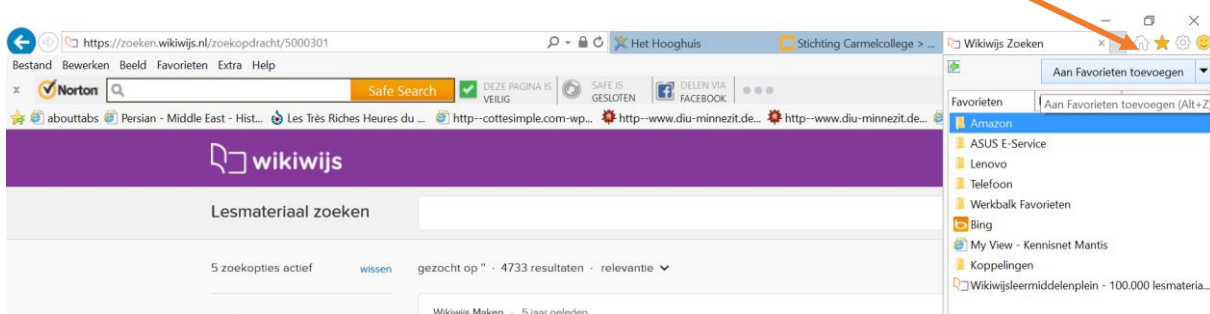 https://zoeken.wikiwijs.nl/zoekopdracht/5000301
Het Hooghuis
Stichting Carmelcollege > ...
Wikiwijs Zoeken
Bestand Bewerken Beeld Favorieten Extra Help
Norton
Safe Search
DEZE PAGINA IS
VEILIG
SAFE IS
GESLOTEN
DELEN VIA
FACEBOOK
abouttabs
Persian - Middle East - Hist...
Les Très Riches Heures du ...
http--cottesimple.com-wp...
http--www.diu-minnezit.de...
http--www.diu-minnezit.de...
Aan Favorieten toevoegen
Favorieten
Aan Favorieten toevoegen (Alt+Z)
Amazon
ASUS E-Service
Lenovo
Telefoon
Werkbalk Favorieten
Bing
My View - Kennisnet Mantis
Koppelingen
Wikiwijsleermiddelenplein - 100.000 lesmateria...
wikiwijs
Lesmateriaal zoeken
5 zoekopties actief
wissen
gezocht op '' · 4733 resultaten · relevantie
Wikiwijs Maken · 5 jaar geleden